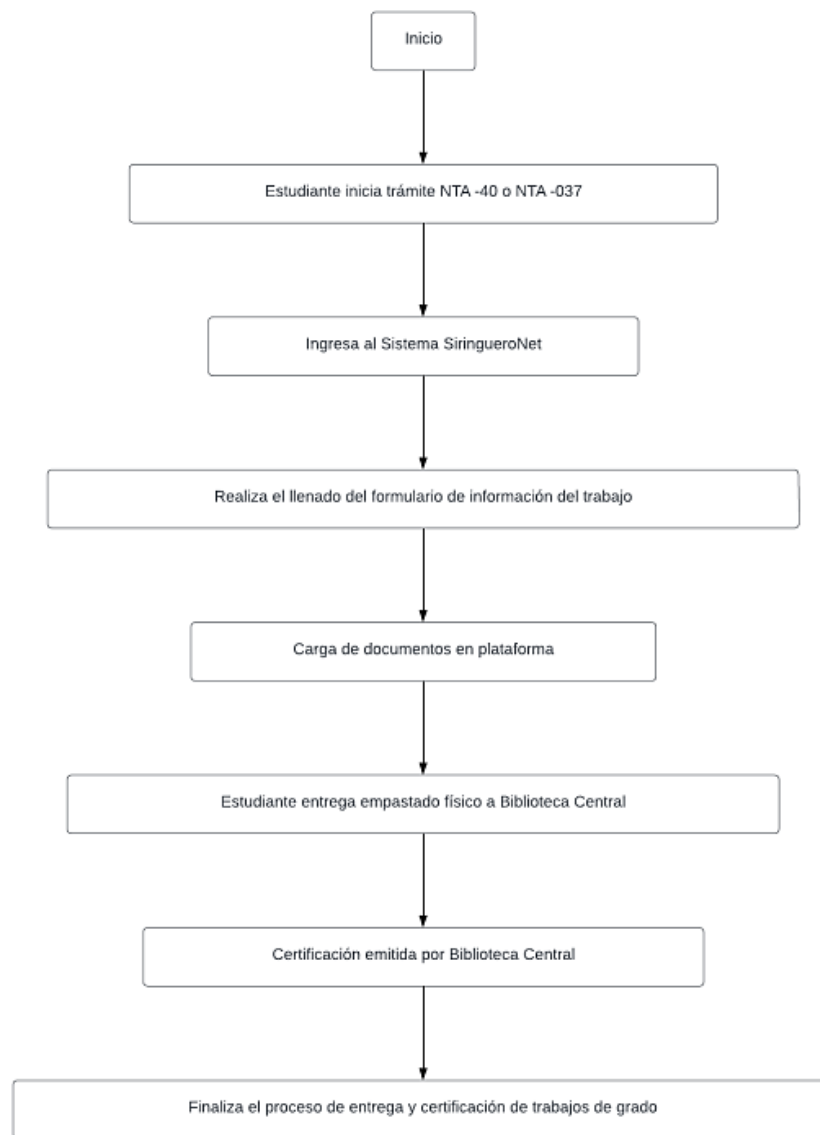 Inicio
Estudiante inicia trámite NTA -40 o NTA -037
Ingresa al Sistema SiringueroNet
Realiza el llenado del formulario de información del trabajo
Carga de documentos en plataforma
Estudiante entrega empastado físico a Biblioteca Central
Certificación emitida por Biblioteca Central
Finaliza el proceso de entrega y certificación de trabajos de grado